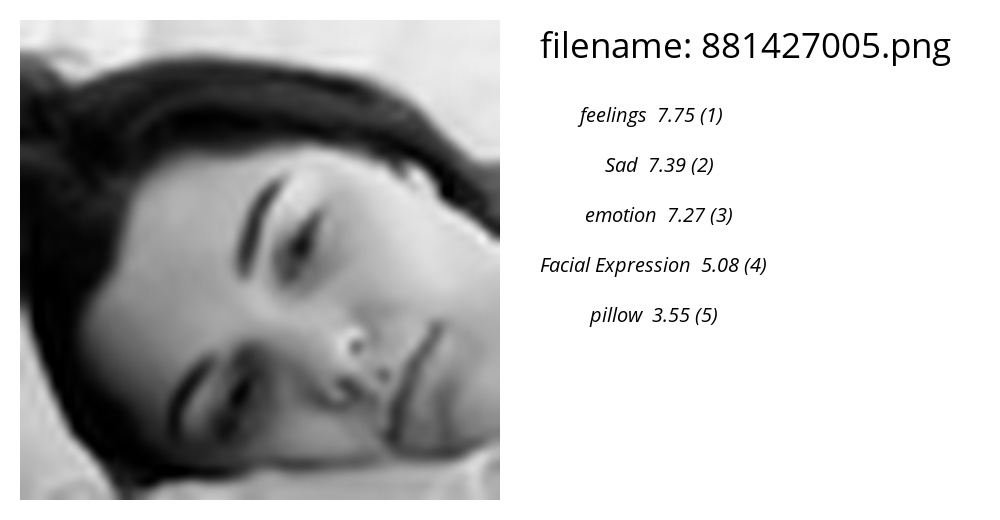 filename: 881427005.png
feelings 7.75 (1)
Sad 7.39 (2)
emotion 7.27 (3)
Facial Expression 5.08 (4)
pillow 3.55 (5)